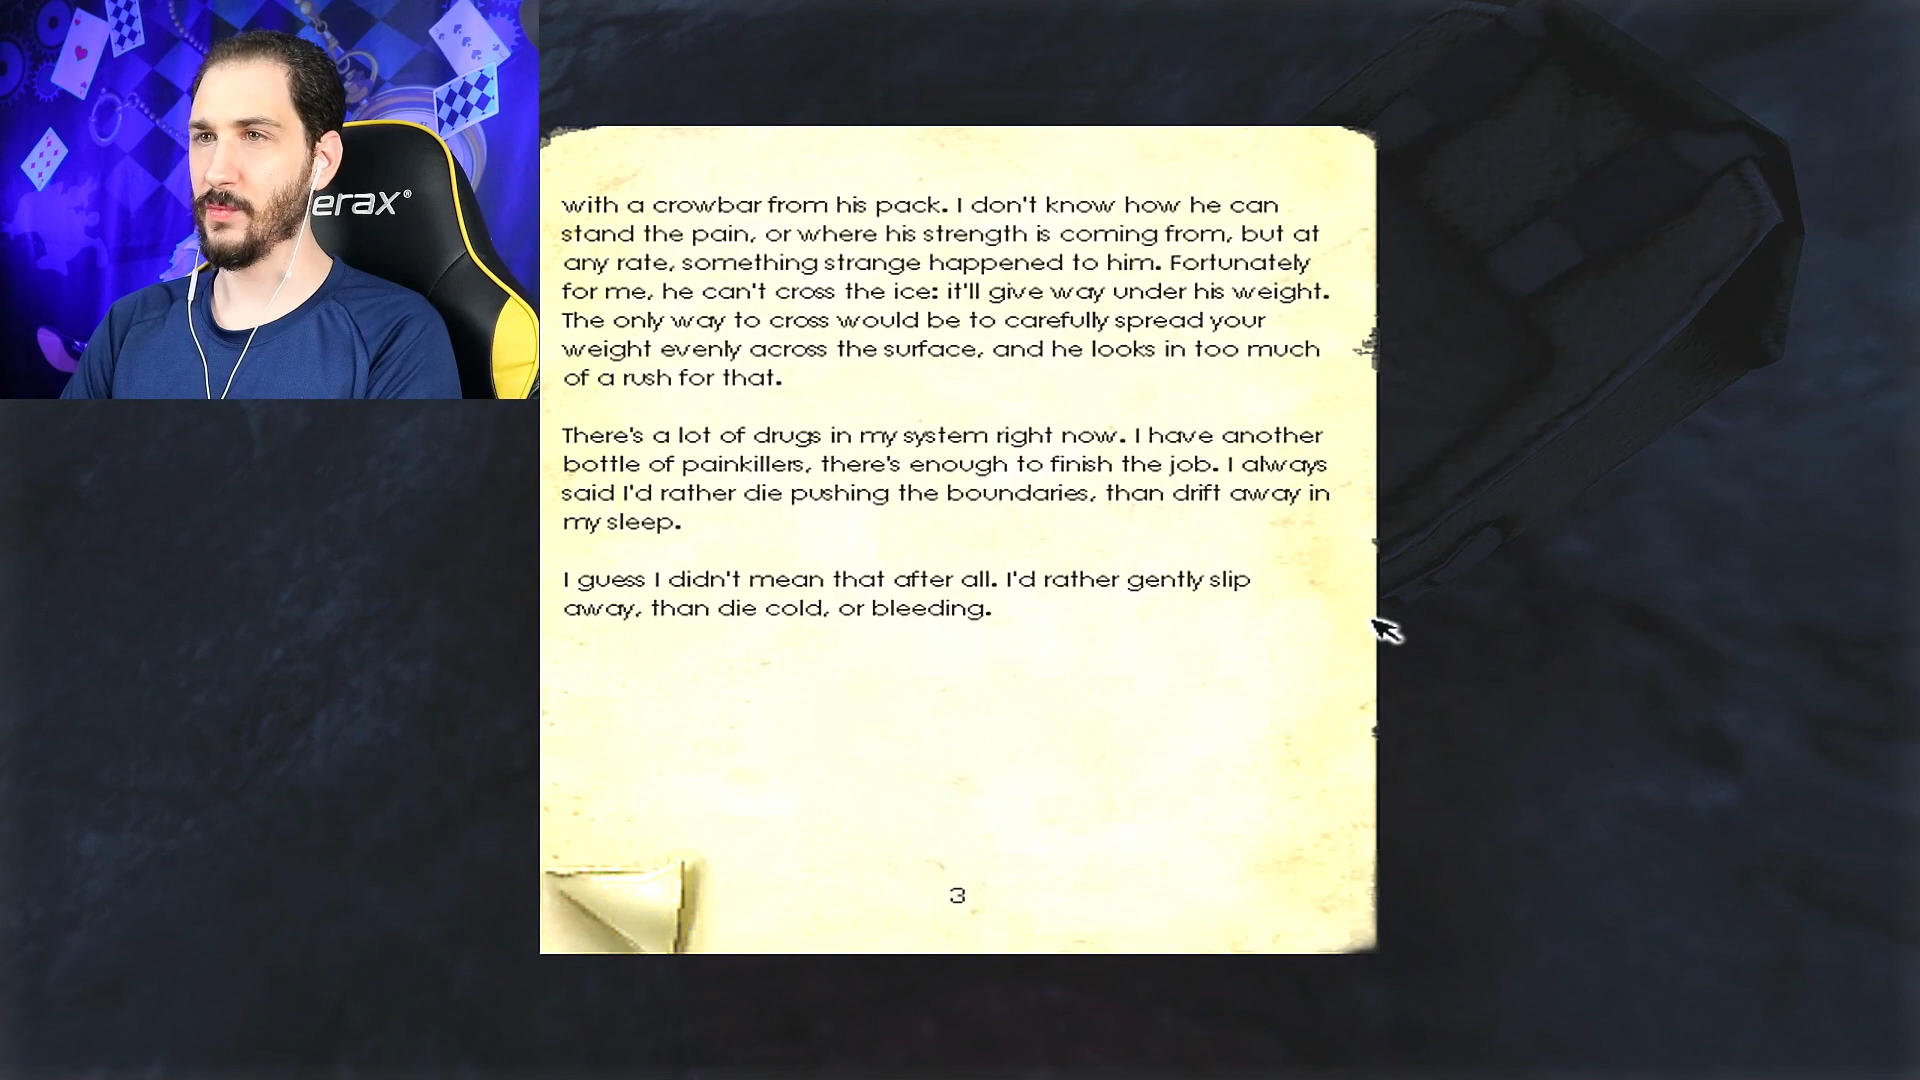 erax®
with a crowbar from his pack. I don't know how he can
stand the pain, or where his strength is coming from, but at
any rate, something strange happened to him. Fortunately
for me, he can't cross the ice: it'll give way under his weight.
The only way to cross would be to carefully spread your
weight evenly across the surface, and he looks in too much
of a rush for that.
There's a lot of drugs in my system right now. I have another
bottle of painkillers, there's enough to finish the job. I always
said I'd rather die pushing the boundaries, than drift away in
my sleep.
I guess I didn't mean that after all. I'd rather gently slip
away, than die cold, or bleeding.
3